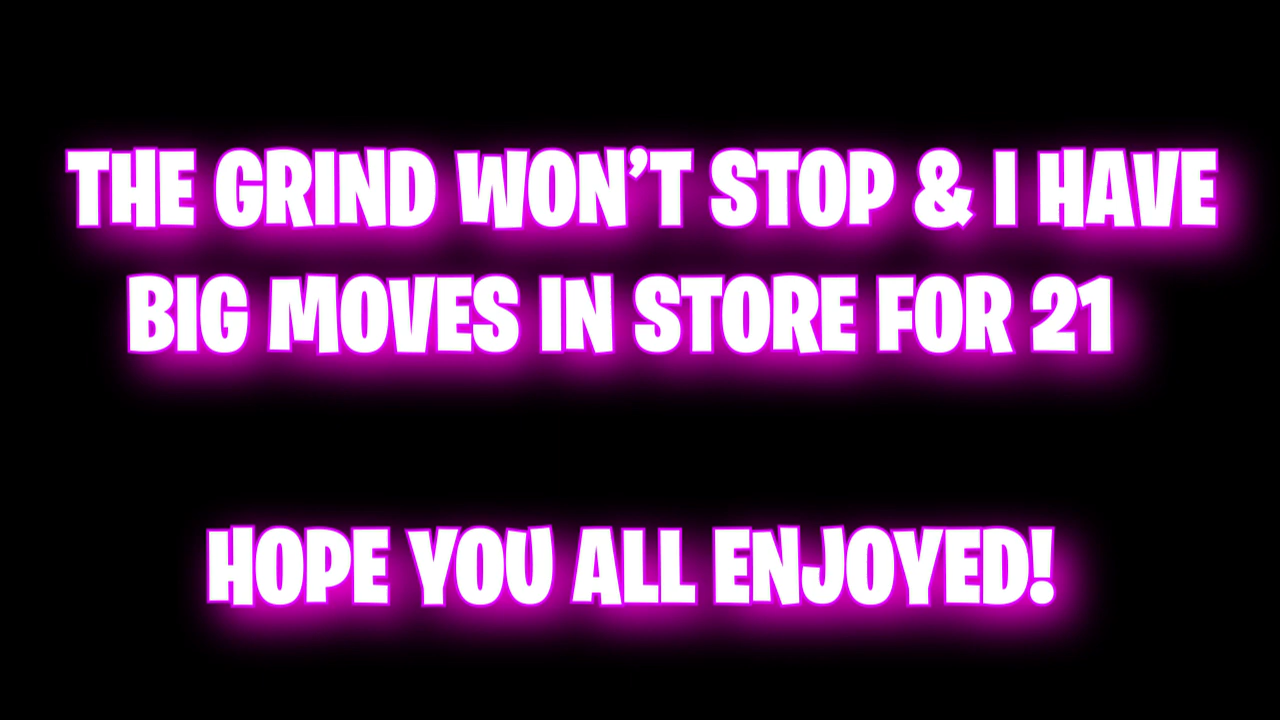 THE GRIND WON’T STOP & I HAVE
BIG MOVES IN STORE FOR 21
HOPE YOU ALL ENJOYED!